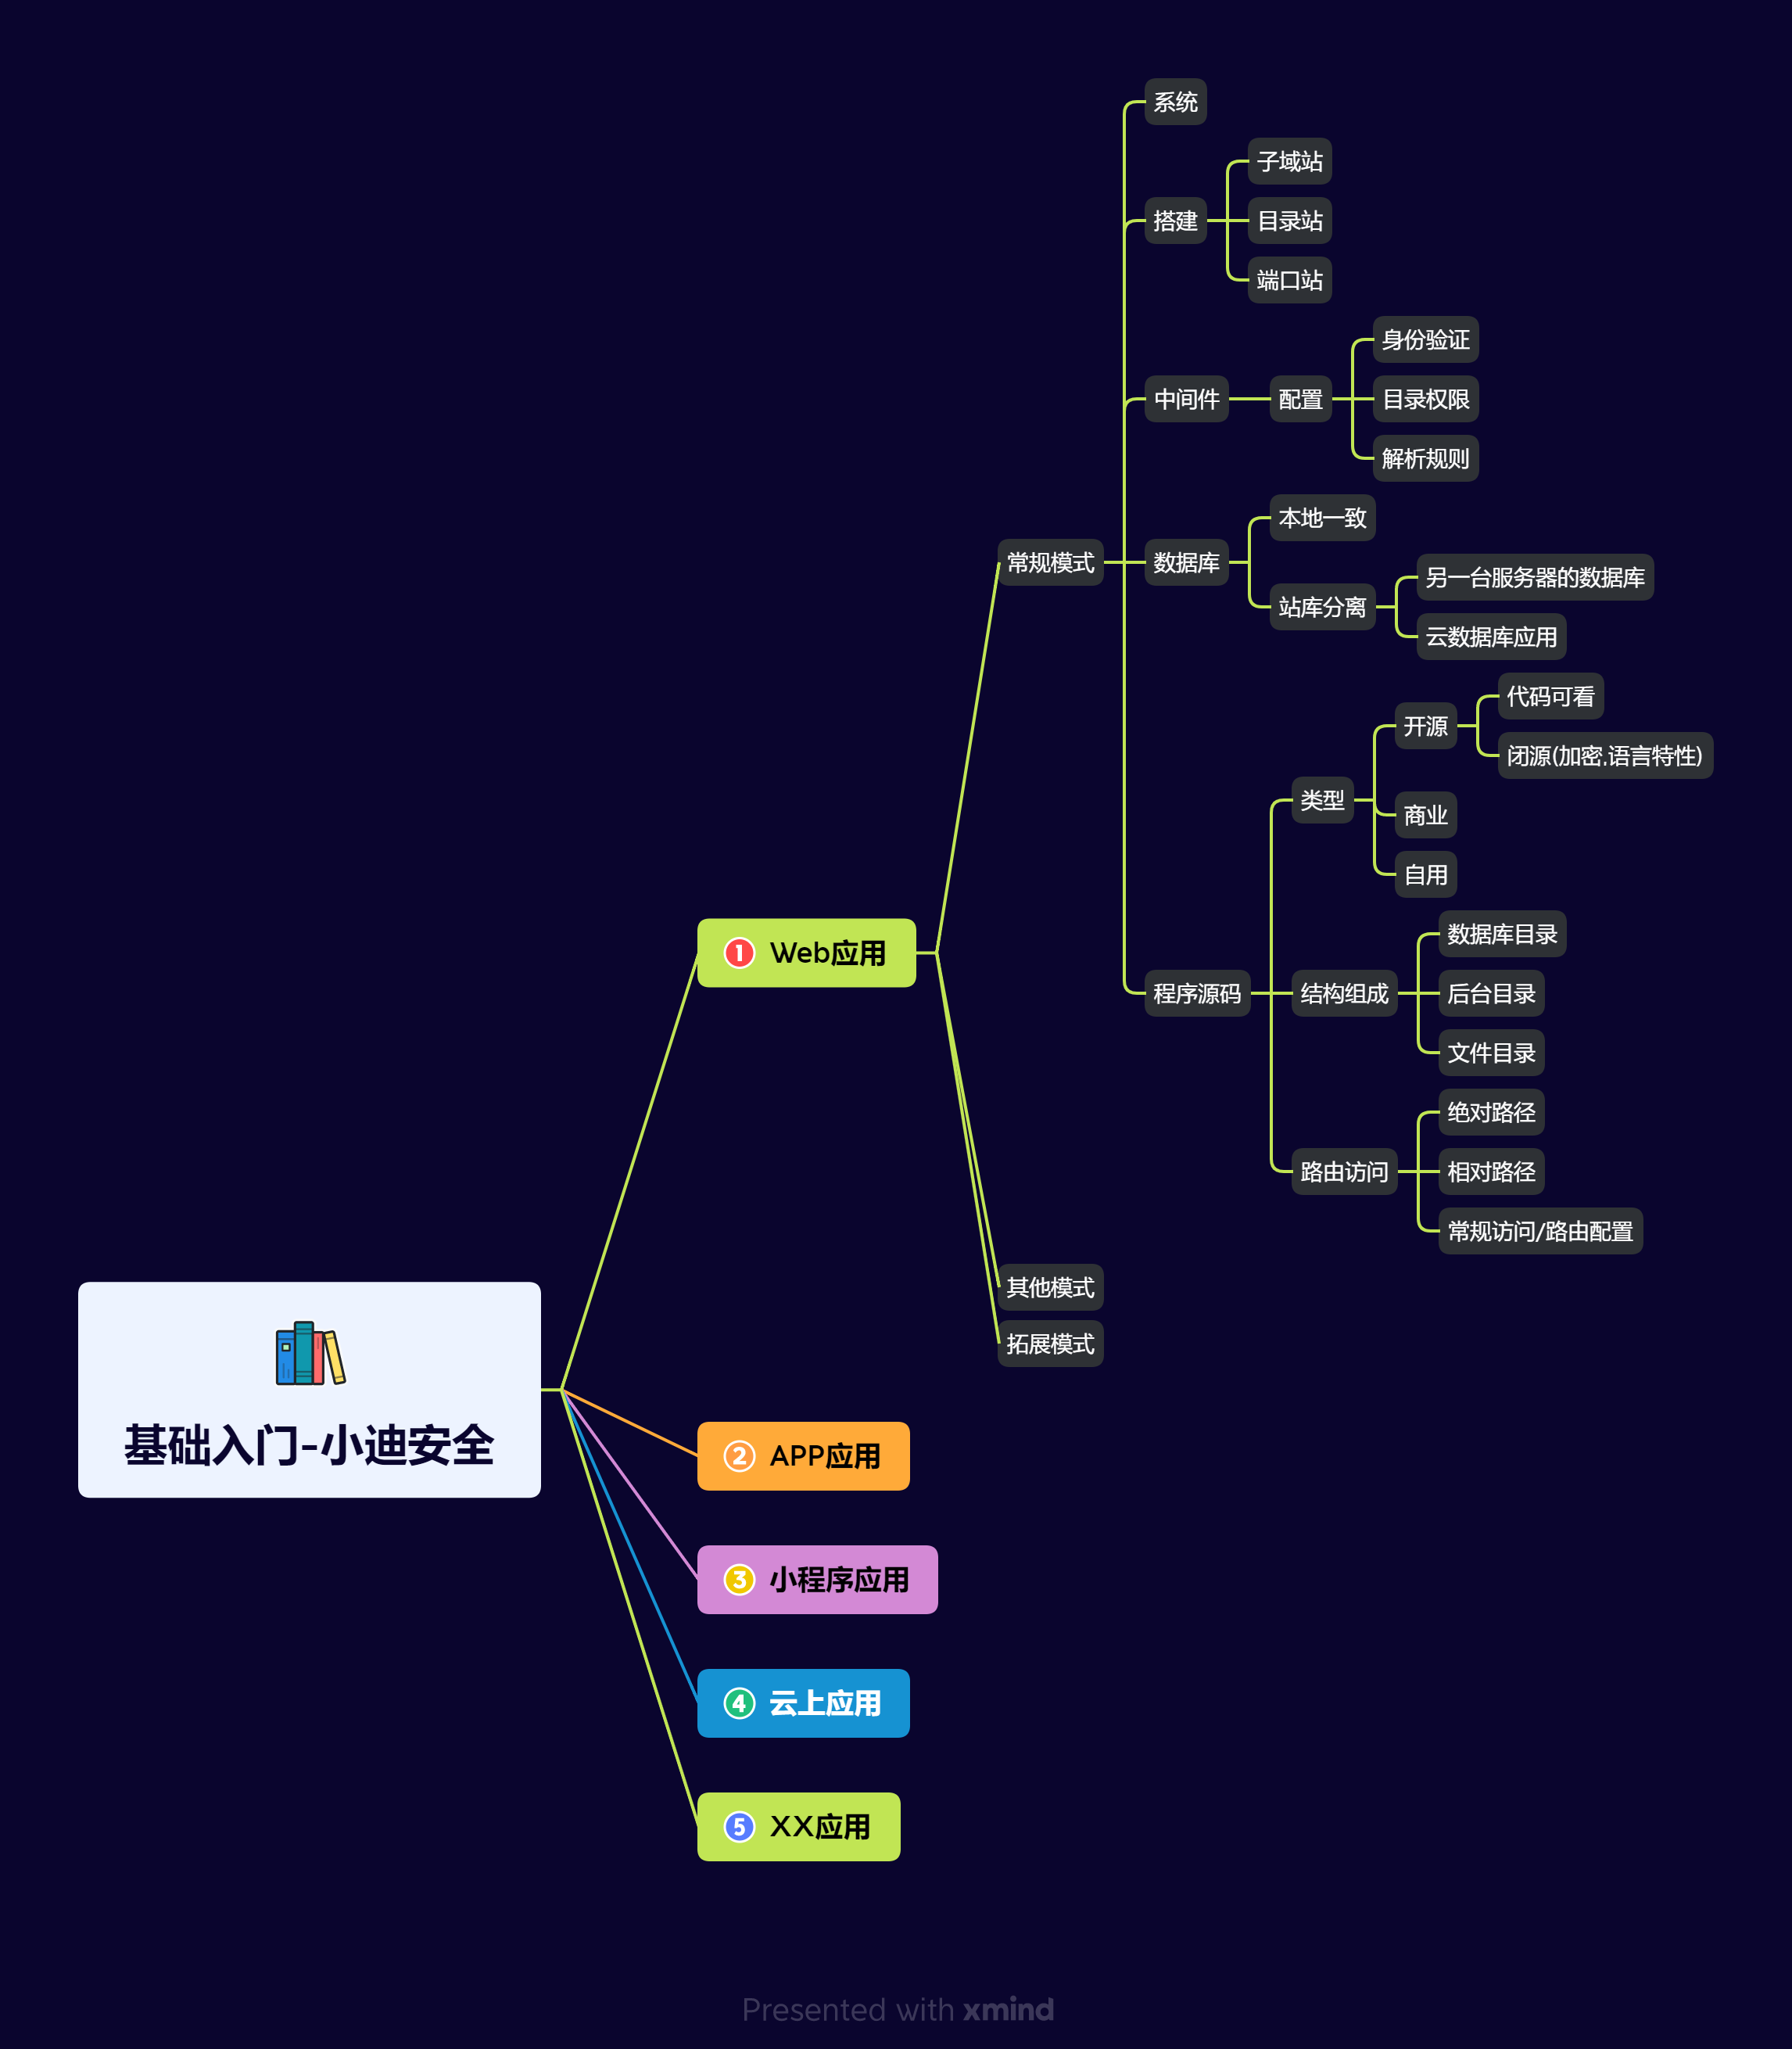 基础入门-小迪安全
1 Web应用
常规模式
系统
搭建
子域站
目录站
端口站
中间件
配置
身份验证
目录权限
解析规则
数据库
本地一致
站库分离
另一台服务器的数据库
云数据库应用
程序源码
类型
开源
代码可看
闭源(加密.语言特性)
商业
自用
结构组成
数据库目录
后台目录
文件目录
路由访问
绝对路径
相对路径
常规访问/路由配置
其他模式
拓展模式
2 APP应用
3 小程序应用
4 云上应用
5 XX应用
Presented with xmind